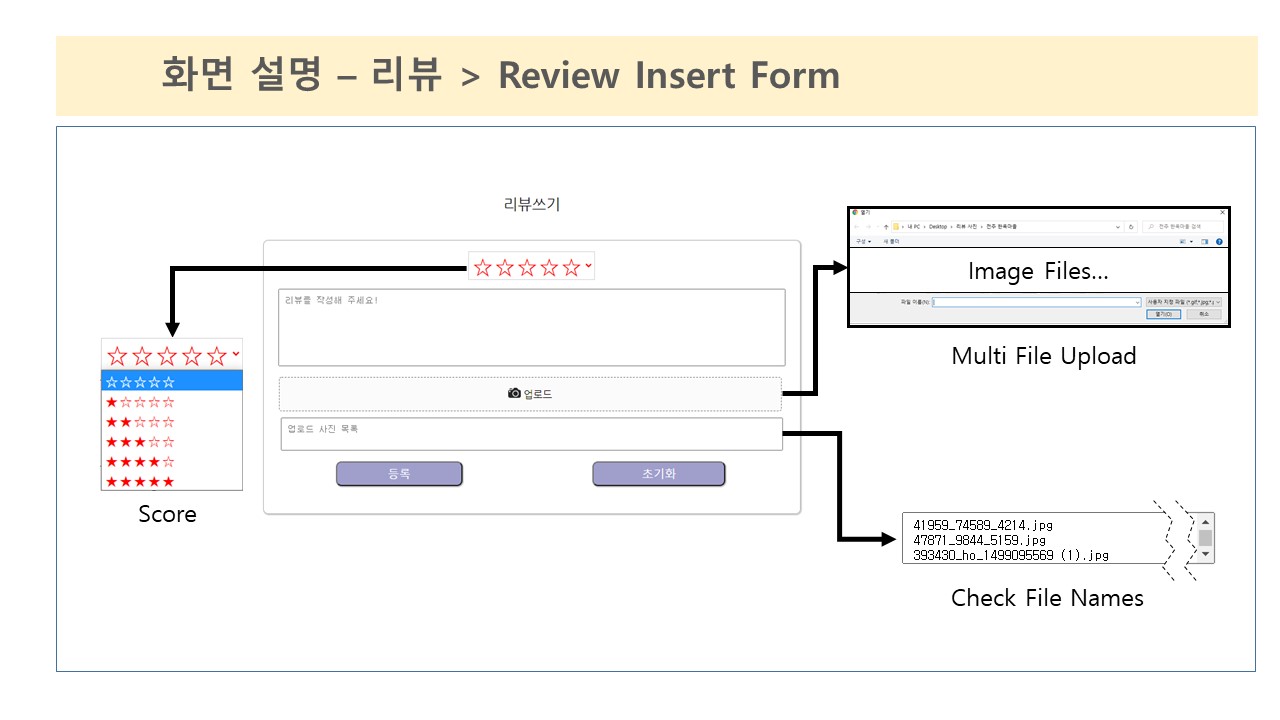 화면 설명 – 리뷰 > Review Insert Form
리뷰쓰기
☆☆☆☆☆
리뷰를 작성해 주세요!
업로드
업로드 사진 목록
등록 초기화
☆☆☆☆☆
☆☆☆☆☆
★☆☆☆☆
★★☆☆☆
★★★☆☆
★★★★☆
★★★★★
Score
열기
내 PC > Desktop > 리뷰 사진 > 전주 한옥마을
전주 한옥마을 검색
구성 새 폴더
Image Files...
파일 이름(N):
사용자 지정 파일 (*.gif;*.jpg;*.j
열기(O) 취소
Multi File Upload
41959_74589_4214.jpg
47871_9844_5159.jpg
393430_ho_1499095569 (1).jpg
Check File Names